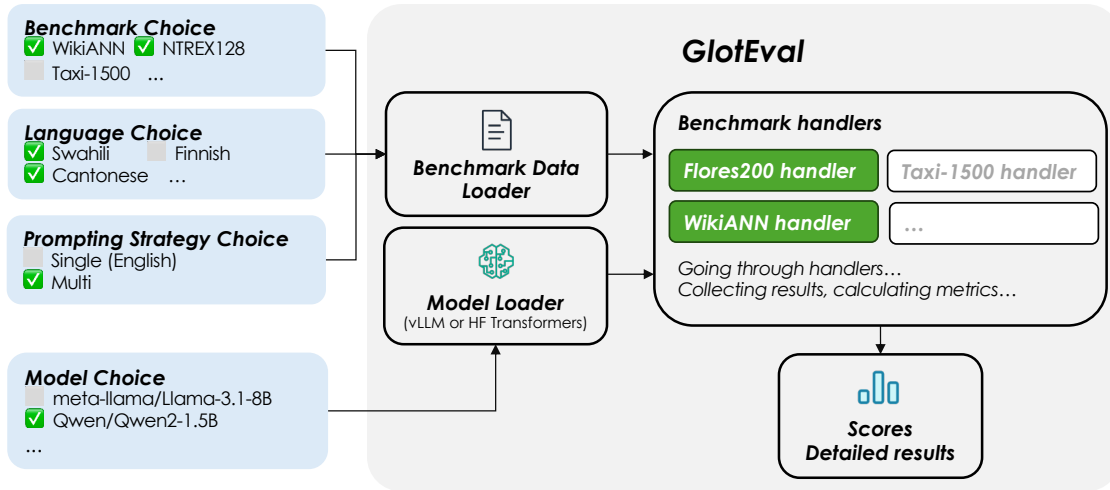 Benchmark Choice
✅ WikiANN ✅ NTREX128
Taxi-1500 ...
Language Choice
✅ Swahili Finnish
✅ Cantonese ...
Prompting Strategy Choice
Single (English)
✅ Multi
Model Choice
meta-llama/Llama-3.1-8B
✅ Qwen/Qwen2-1.5B
...
GlotEval
Benchmark Data
Loader
Model Loader
(vLLM or HF Transformers)
Benchmark handlers
Flores200 handler
Taxi-1500 handler
WikiANN handler
...
Going through handlers...
Collecting results, calculating metrics...
Scores
Detailed results